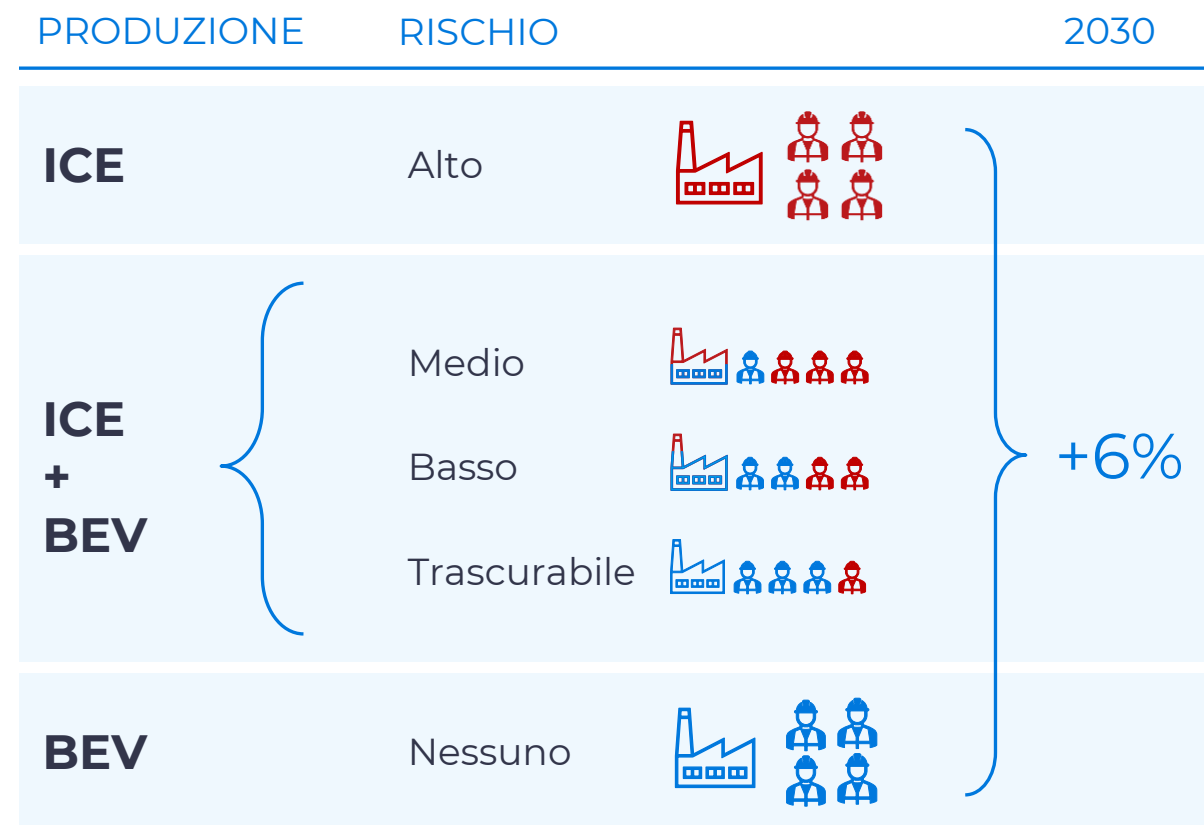 PRODUZIONE RISCHIO 2030
ICE Alto
ICE
+
BEV
Medio
Basso
Trascurabile
+6%
BEV Nessuno